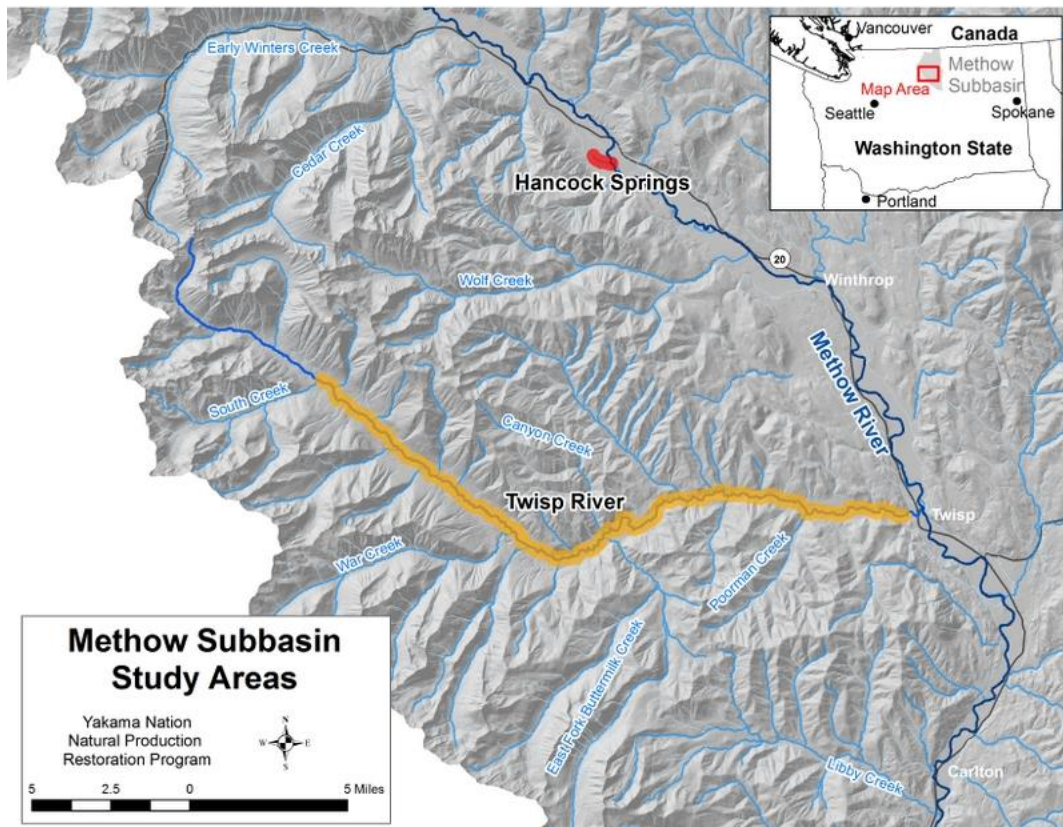 Early Winters Creek
Vancouver
Canada
Methow
Subbasin
Map Area
Seattle
Spokane
Washington State
Portland
Cedar Creek
Hancock Springs
20
Wolf Creek
Winthrop
Methow River
South Creek
Canyon Creek
Twisp River
Twisp
War Creek
Poorman Creek
East Fork Buttermilk Creek
Libby Creek
Carlton
Methow Subbasin
Study Areas
Yakama Nation
Natural Production
Restoration Program
N
W E
S
5 2.5 0 5 Miles